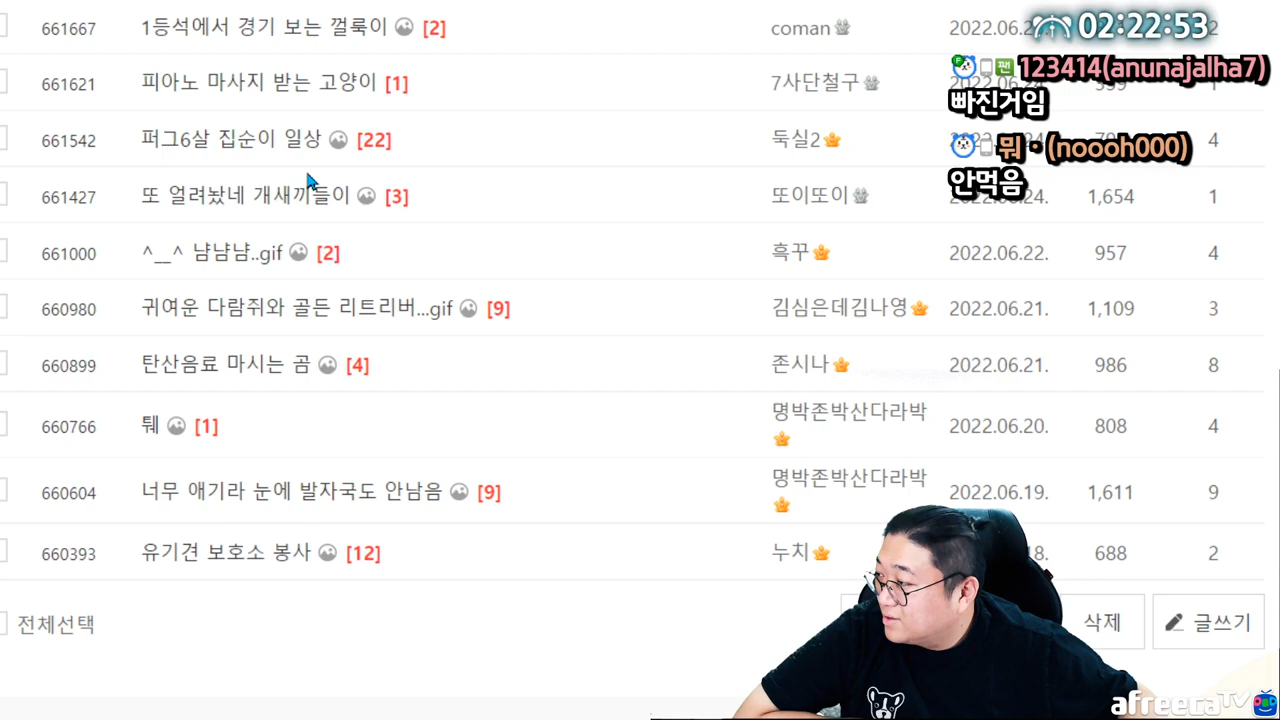 661667 1등석에서 경기 보는 껄룩이 [2] coman 2
02:22:53
661621 피아노 마사지 받는 고양이 [1] 7사단철구
123414(anunajalha7)
빠진거임
661542 퍼그6살 집순이 일상 [22] 둑실2 4
뭐·(noooh000)
안먹음
661427 또 얼려놨네 개새끼들이 [3] 또이또이 1,654 1
661000 ^__^ 냠냠냠..gif [2] 흑꾸 2022.06.22. 957 4
660980 귀여운 다람쥐와 골든 리트리버...gif [9] 김심은데김나영 2022.06.21. 1,109 3
660899 탄산음료 마시는 곰 [4] 존시나 2022.06.21. 986 8
660766 퉤 [1] 명박존박산다라박 2022.06.20. 808 4
660604 너무 애기라 눈에 발자국도 안남음 [9] 명박존박산다라박 2022.06.19. 1,611 9
660393 유기견 보호소 봉사 [12] 누치 18. 688 2
전체선택 삭제 글쓰기
afreecaTV